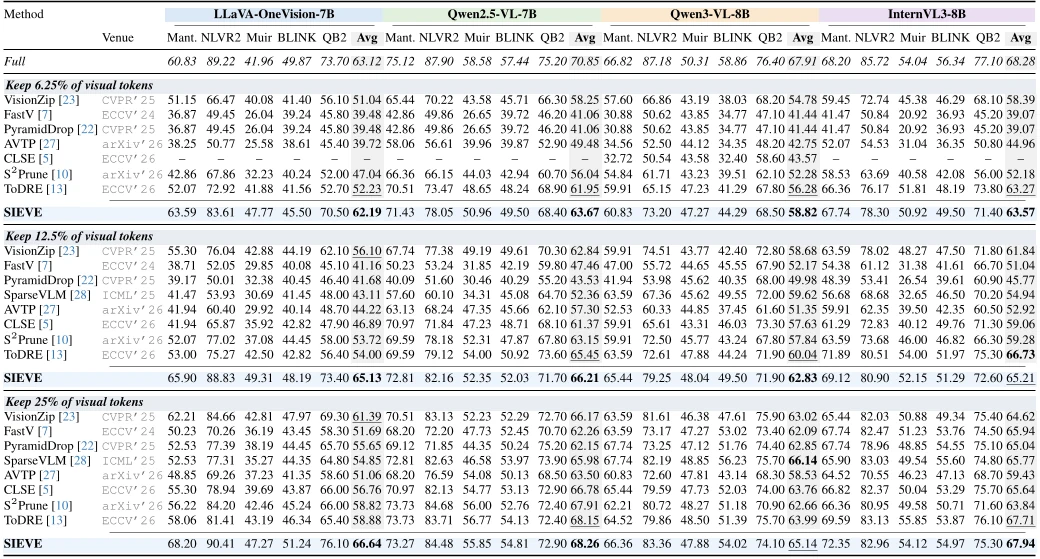 Method LLaVA-OneVision-7B Qwen2.5-VL-7B Qwen3-VL-8B InternVL3-8B
Venue Mant. NLVR2 Muir BLINK QB2 Avg Mant. NLVR2 Muir BLINK QB2 Avg Mant. NLVR2 Muir BLINK QB2 Avg Mant. NLVR2 Muir BLINK QB2 Avg
Full 60.83 89.22 41.96 49.87 73.70 63.12 75.12 87.90 58.58 57.44 75.20 70.85 66.82 87.18 50.31 58.86 76.40 67.91 68.20 85.72 54.04 56.34 77.10 68.28
Keep 6.25% of visual tokens
VisionZip [23] CVPR'25 51.15 66.47 40.08 41.40 56.10 51.04 65.44 70.22 43.58 45.71 66.30 58.25 57.60 66.86 43.19 38.03 68.20 54.78 59.45 72.74 45.38 46.29 68.10 58.39
FastV [7] ECCV'24 36.87 49.45 26.04 39.24 45.80 39.48 42.86 49.86 26.65 39.72 46.20 41.06 30.88 50.62 43.85 34.77 47.10 41.44 41.47 50.84 20.92 36.93 45.20 39.07
PyramidDrop [22] CVPR'25 36.87 49.45 26.04 39.24 45.80 39.48 42.86 49.86 26.65 39.72 46.20 41.06 30.88 50.62 43.85 34.77 47.10 41.44 41.47 50.84 20.92 36.93 45.20 39.07
AVTP [27] arXiv'26 38.25 50.77 25.58 38.61 45.40 39.72 58.06 56.61 39.96 39.87 52.90 49.48 34.56 52.50 44.12 34.35 48.20 42.75 52.07 54.53 31.04 36.35 50.80 44.96
CLSE [5] ECCV'26 – – – – – – – – – – – – 32.72 50.54 43.58 32.40 58.60 43.57 – – – – – –
S²Prune [10] arXiv'26 42.86 67.86 32.23 40.24 52.00 47.04 66.36 66.15 44.03 42.94 60.70 56.04 54.84 61.71 43.23 39.51 62.10 52.28 58.53 63.69 40.58 42.08 56.00 52.18
ToDRE [13] ECCV'26 52.07 72.92 41.88 41.56 52.70 52.23 70.51 73.47 48.65 48.24 68.90 61.95 59.91 65.15 47.23 41.29 67.80 56.28 66.36 76.17 51.81 48.19 73.80 63.27
SIEVE 63.59 83.61 47.77 45.50 70.50 62.19 71.43 78.05 50.96 49.50 68.40 63.67 60.83 73.20 47.27 44.29 68.50 58.82 67.74 78.30 50.92 49.50 71.40 63.57
Keep 12.5% of visual tokens
VisionZip [23] CVPR'25 55.30 76.04 42.88 44.19 62.10 56.10 67.74 77.38 49.19 49.61 70.30 62.84 59.91 74.51 43.77 42.40 72.80 58.68 63.59 78.02 48.27 47.50 71.80 61.84
FastV [7] ECCV'24 38.71 52.05 29.85 40.08 45.10 41.16 50.23 53.24 31.85 42.19 59.80 47.46 47.00 55.72 44.65 45.55 67.90 52.17 54.38 61.12 31.38 41.61 66.70 51.04
PyramidDrop [22] CVPR'25 39.17 50.01 32.38 40.45 46.40 41.68 40.09 51.60 30.46 40.29 55.20 43.53 41.94 53.98 45.62 40.35 68.00 49.98 48.39 53.41 26.54 39.61 60.90 45.77
SparseVLM [28] ICML'25 41.47 53.93 30.69 41.45 48.00 43.11 57.60 60.10 34.31 45.08 64.70 52.36 63.59 67.36 45.62 49.55 72.00 59.62 56.68 68.68 32.65 46.50 70.20 54.94
AVTP [27] arXiv'26 41.94 60.40 29.92 40.14 48.70 44.22 63.13 68.24 47.35 45.66 62.10 57.30 52.53 60.33 44.85 37.45 61.60 51.35 59.91 62.35 39.50 42.35 60.50 52.92
CLSE [5] ECCV'26 41.94 65.87 35.92 42.82 47.90 46.89 70.97 71.84 47.23 48.71 68.10 61.37 59.91 65.61 43.31 46.03 73.30 57.63 61.29 72.83 40.12 49.76 71.30 59.06
S²Prune [10] arXiv'26 52.07 77.02 37.08 44.45 58.00 53.72 69.59 78.18 52.31 47.87 67.80 63.15 59.91 72.50 45.77 43.24 67.80 57.84 63.59 73.68 46.00 46.82 66.30 59.28
ToDRE [13] ECCV'26 53.00 75.27 42.50 42.82 56.40 54.00 69.59 79.12 54.00 50.92 73.60 65.45 63.59 72.61 47.88 44.24 71.90 60.04 71.89 80.51 54.00 51.97 75.30 66.73
SIEVE 65.90 88.83 49.31 48.19 73.40 65.13 72.81 82.16 52.35 52.03 71.70 66.21 65.44 79.25 48.04 49.50 71.90 62.83 69.12 80.90 52.15 51.29 72.60 65.21
Keep 25% of visual tokens
VisionZip [23] CVPR'25 62.21 84.66 42.81 47.97 69.30 61.39 70.51 83.13 52.23 52.29 72.70 66.17 63.59 81.61 46.38 47.61 75.90 63.02 65.44 82.03 50.88 49.34 75.40 64.62
FastV [7] ECCV'24 50.23 70.26 36.19 43.45 58.30 51.69 68.20 72.20 47.73 52.45 70.70 62.26 63.59 73.17 47.27 53.02 73.40 62.09 67.74 82.47 51.23 53.76 74.50 65.94
PyramidDrop [22] CVPR'25 52.53 77.39 38.19 44.45 65.70 55.65 69.12 71.85 44.35 50.24 75.20 62.15 67.74 73.25 47.12 51.76 74.40 62.85 67.74 78.96 48.85 54.55 75.10 65.04
SparseVLM [28] ICML'25 52.53 77.31 35.27 44.35 64.80 54.85 72.81 82.63 46.58 53.97 73.90 65.98 67.74 82.19 48.85 56.23 75.70 66.14 65.90 83.03 49.54 55.60 74.80 65.77
AVTP [27] arXiv'26 48.85 69.26 37.23 41.35 58.60 51.06 68.20 76.59 54.08 50.13 68.50 63.50 60.83 72.60 47.81 43.14 68.30 58.53 64.52 70.55 46.23 47.13 68.70 59.43
CLSE [5] ECCV'26 55.30 78.94 39.69 43.87 66.00 56.76 70.97 82.13 54.77 53.13 72.90 66.78 65.44 79.59 47.73 52.03 74.00 63.76 66.82 82.37 50.04 53.29 75.70 65.64
S²Prune [10] arXiv'26 56.22 84.20 42.46 45.24 66.00 58.82 73.73 84.68 56.00 52.76 72.40 67.91 62.21 80.72 48.27 51.18 70.90 62.66 66.36 80.95 49.58 50.71 71.60 63.84
ToDRE [13] ECCV'26 58.06 81.41 43.19 46.34 65.40 58.88 73.73 83.71 56.77 54.13 72.40 68.15 64.52 79.86 48.50 51.39 75.70 63.99 69.59 83.13 55.85 53.87 76.10 67.71
SIEVE 68.20 90.41 47.27 51.24 76.10 66.64 73.27 84.48 55.85 54.81 72.90 68.26 66.36 83.36 47.88 54.02 74.10 65.14 72.35 82.96 54.12 54.97 75.30 67.94